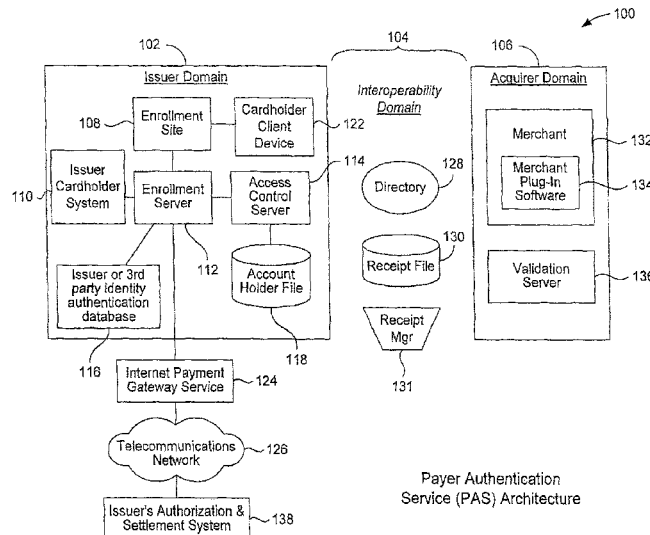 100
102
104
106
Issuer Domain
Interoperability
Domain
Acquirer Domain
108
Enrollment
Site
Cardholder
Client
Device
122
Issuer
Cardholder
System
110
Enrollment
Server
112
Access
Control
Server
114
Issuer or 3rd
party identity
authentication
database
116
Account
Holder File
118
Directory
128
Receipt File
130
Receipt
Mgr
131
Merchant
132
Merchant
Plug-In
Software
134
Validation
Server
136
Internet Payment
Gateway Service
124
Telecommunications
Network
126
Issuer's Authorization &
Settlement System
138
Payer Authentication
Service (PAS) Architecture